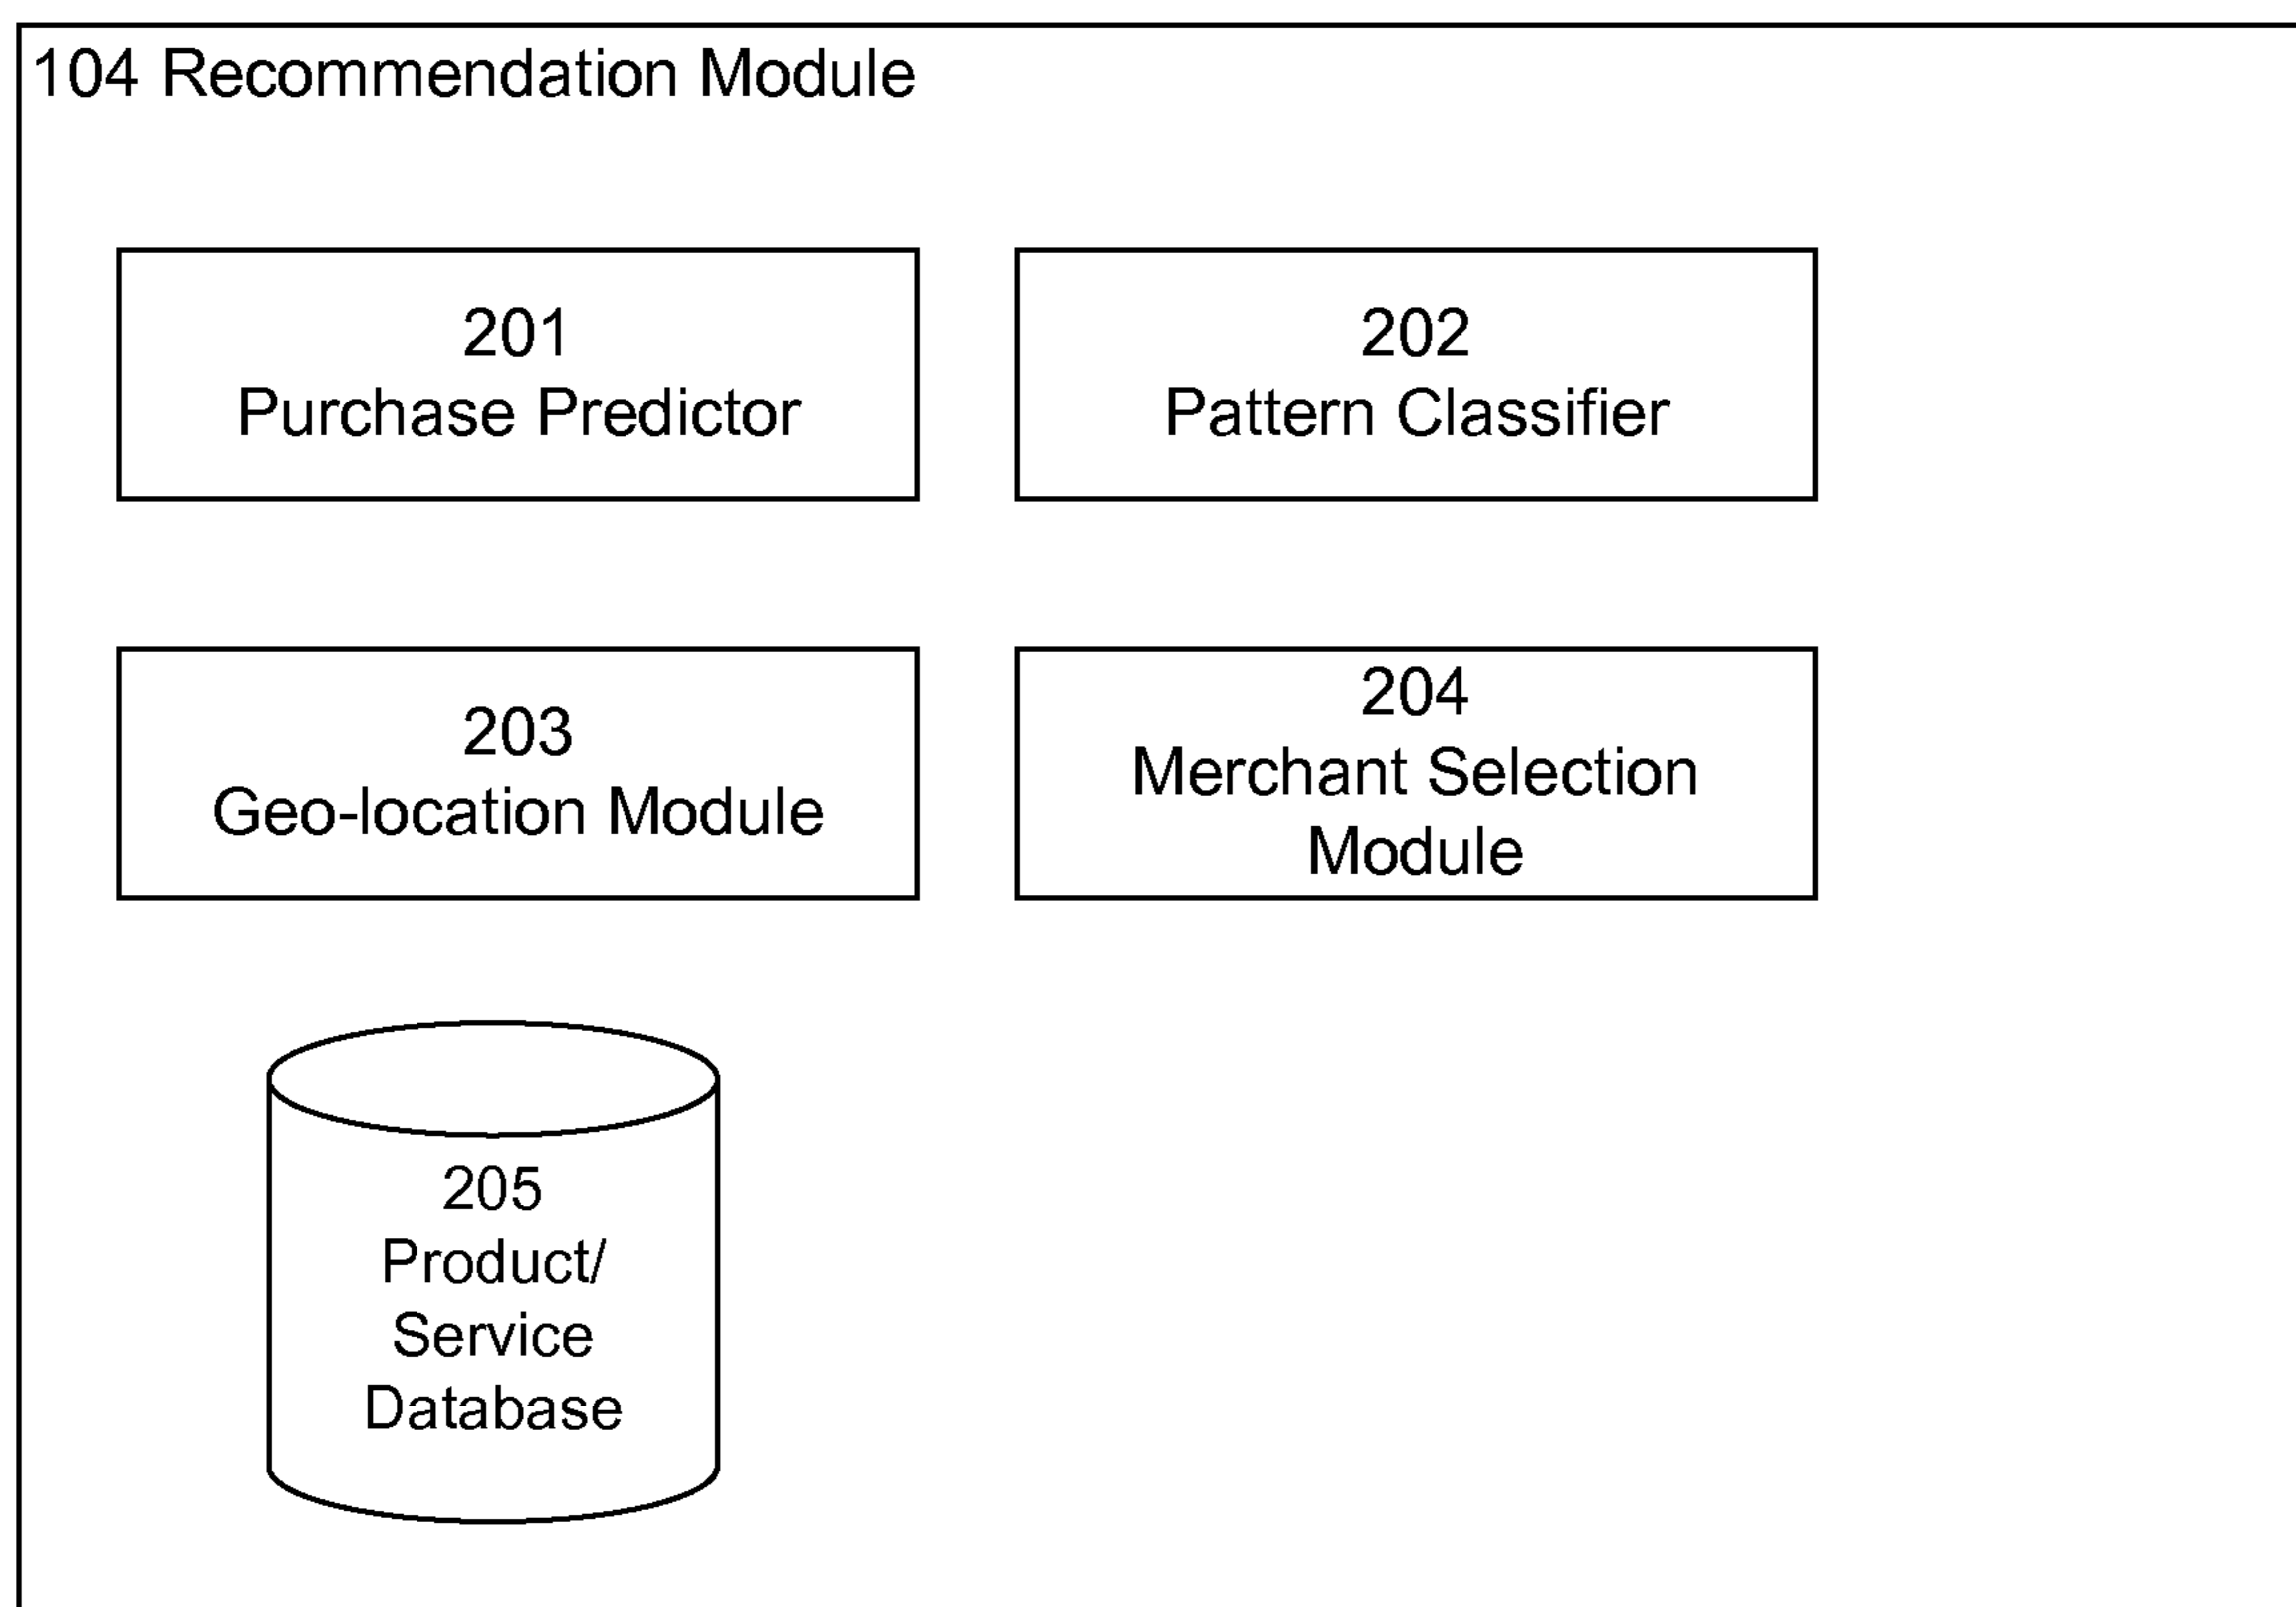 104 Recommendation Module
201
Purchase Predictor
202
Pattern Classifier
203
Geo-location Module
204
Merchant Selection
Module
205
Product/
Service
Database